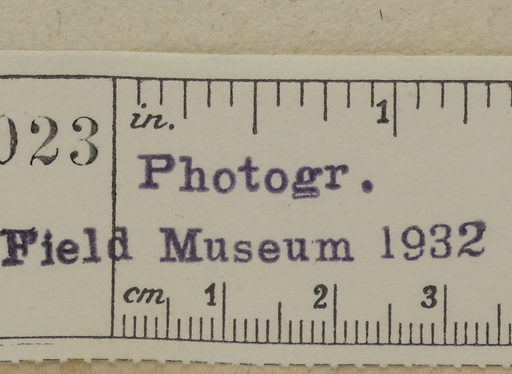 in. 1
023
Photogr.
Field Museum 1932
cm 1 2 3